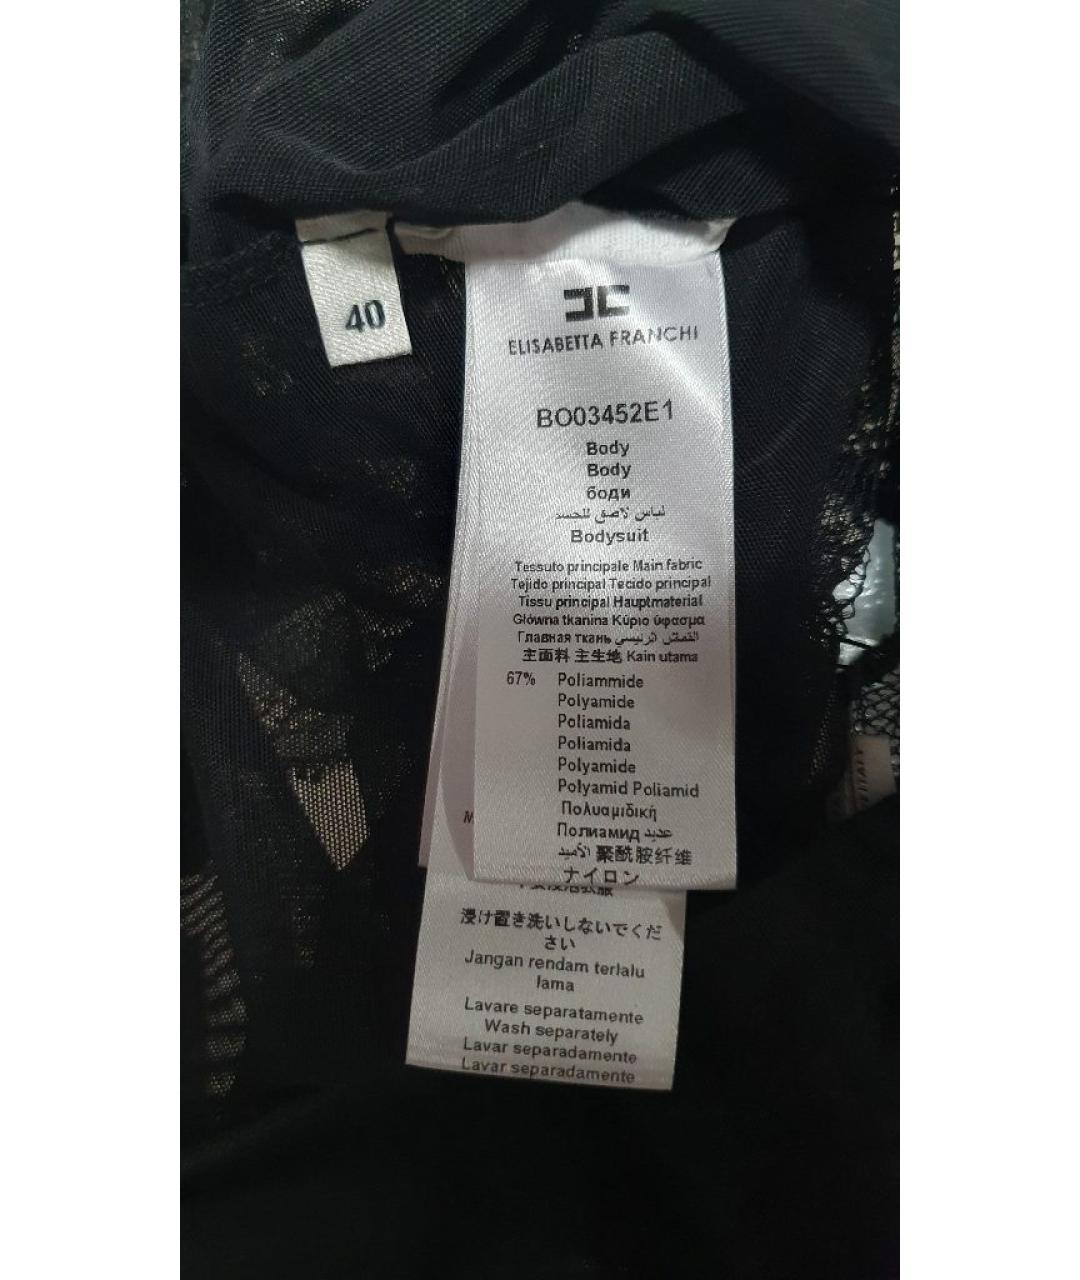 40
ELISABETTA FRANCHI
BO03452E1
Body
Body
боди
لباس لاصق للجسد
Bodysuit
Tessuto principale Main fabric
Tejido principal Tecido principal
Tissu principal Hauptmaterial
Główna tkanina Κύριο ύφασμα
Главная ткань القماش الرئيسي
主面料 主生地 Kain utama
67% Poliammide
Polyamide
Poliamida
Poliamida
Polyamide
Polyamid Poliamid
Πολυαμιδική
Полиамид عديد
الأميد 聚酰胺纤维
ナイロン
浸け置き洗いしないでくだ
さい
Jangan rendam terlalu
lama
Lavare separatamente
Wash separately
Lavar separadamente
Lavar separadamente